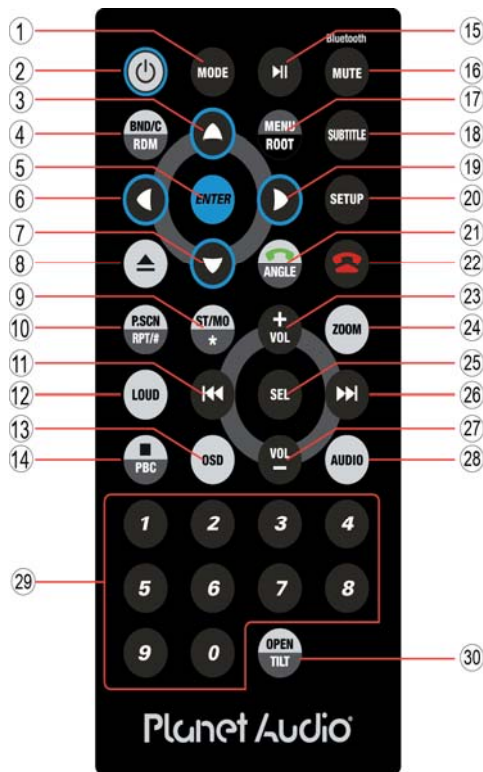 Bluetooth
1
15
2
MODE
MUTE
16
3
17
4
BND/C
RDM
MENU
ROOT
SUBTITLE
18
5
6
ENTER
SETUP
19
20
7
21
8
ANGLE
22
9
23
10
P.SCN
RPT/#
ST/MO
*
+
VOL
ZOOM
24
11
25
12
LOUD
SEL
26
13
27
14
PBC
OSD
VOL
–
AUDIO
28
1
2
3
4
29
5
6
7
8
9
0
OPEN
TILT
30
Planet Audio